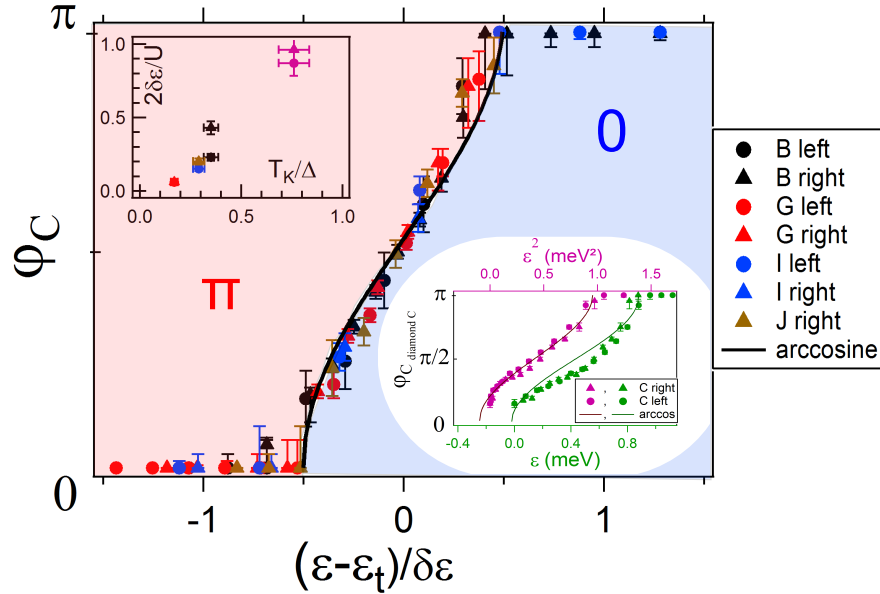 π
φC
0
-1
0
1
(ε-εt)/δε
π
0
1.0
0.5
0.0
2δε/U
TK/Δ
0.0
0.5
1.0
ε² (meV²)
0.0
0.5
1.0
1.5
π
π/2
0
φC diamond C
-0.4
0.0
0.4
0.8
ε (meV)
, C right
, C left
, arccos
B left
B right
G left
G right
I left
I right
J right
arccosine